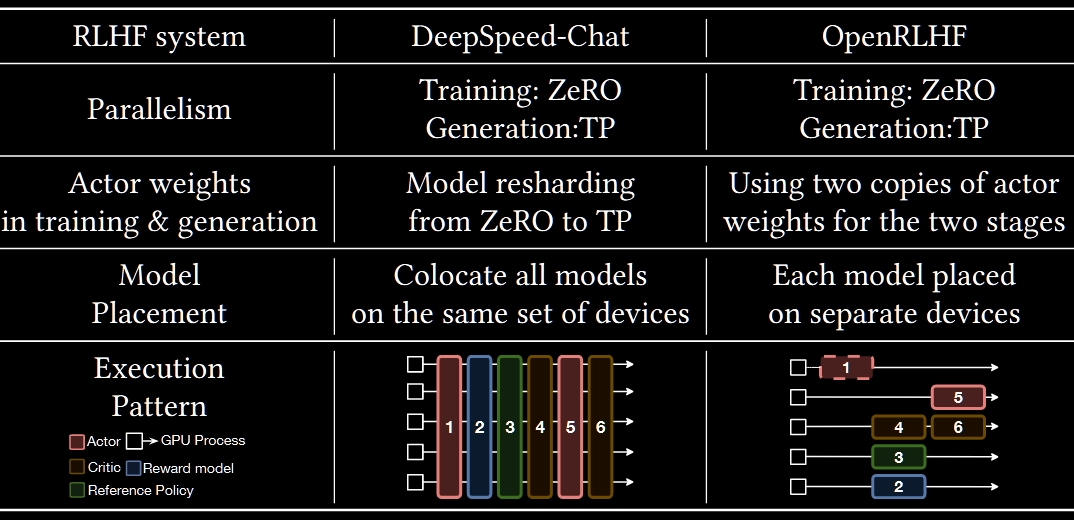 RLHF system
DeepSpeed-Chat
OpenRLHF
Parallelism
Training: ZeRO
Generation:TP
Training: ZeRO
Generation:TP
Actor weights
in training & generation
Model resharding
from ZeRO to TP
Using two copies of actor
weights for the two stages
Model
Placement
Colocate all models
on the same set of devices
Each model placed
on separate devices
Execution
Pattern
Actor
GPU Process
Critic
Reward model
Reference Policy
1 2 3 4 5 6
1
5
4 6
3
2